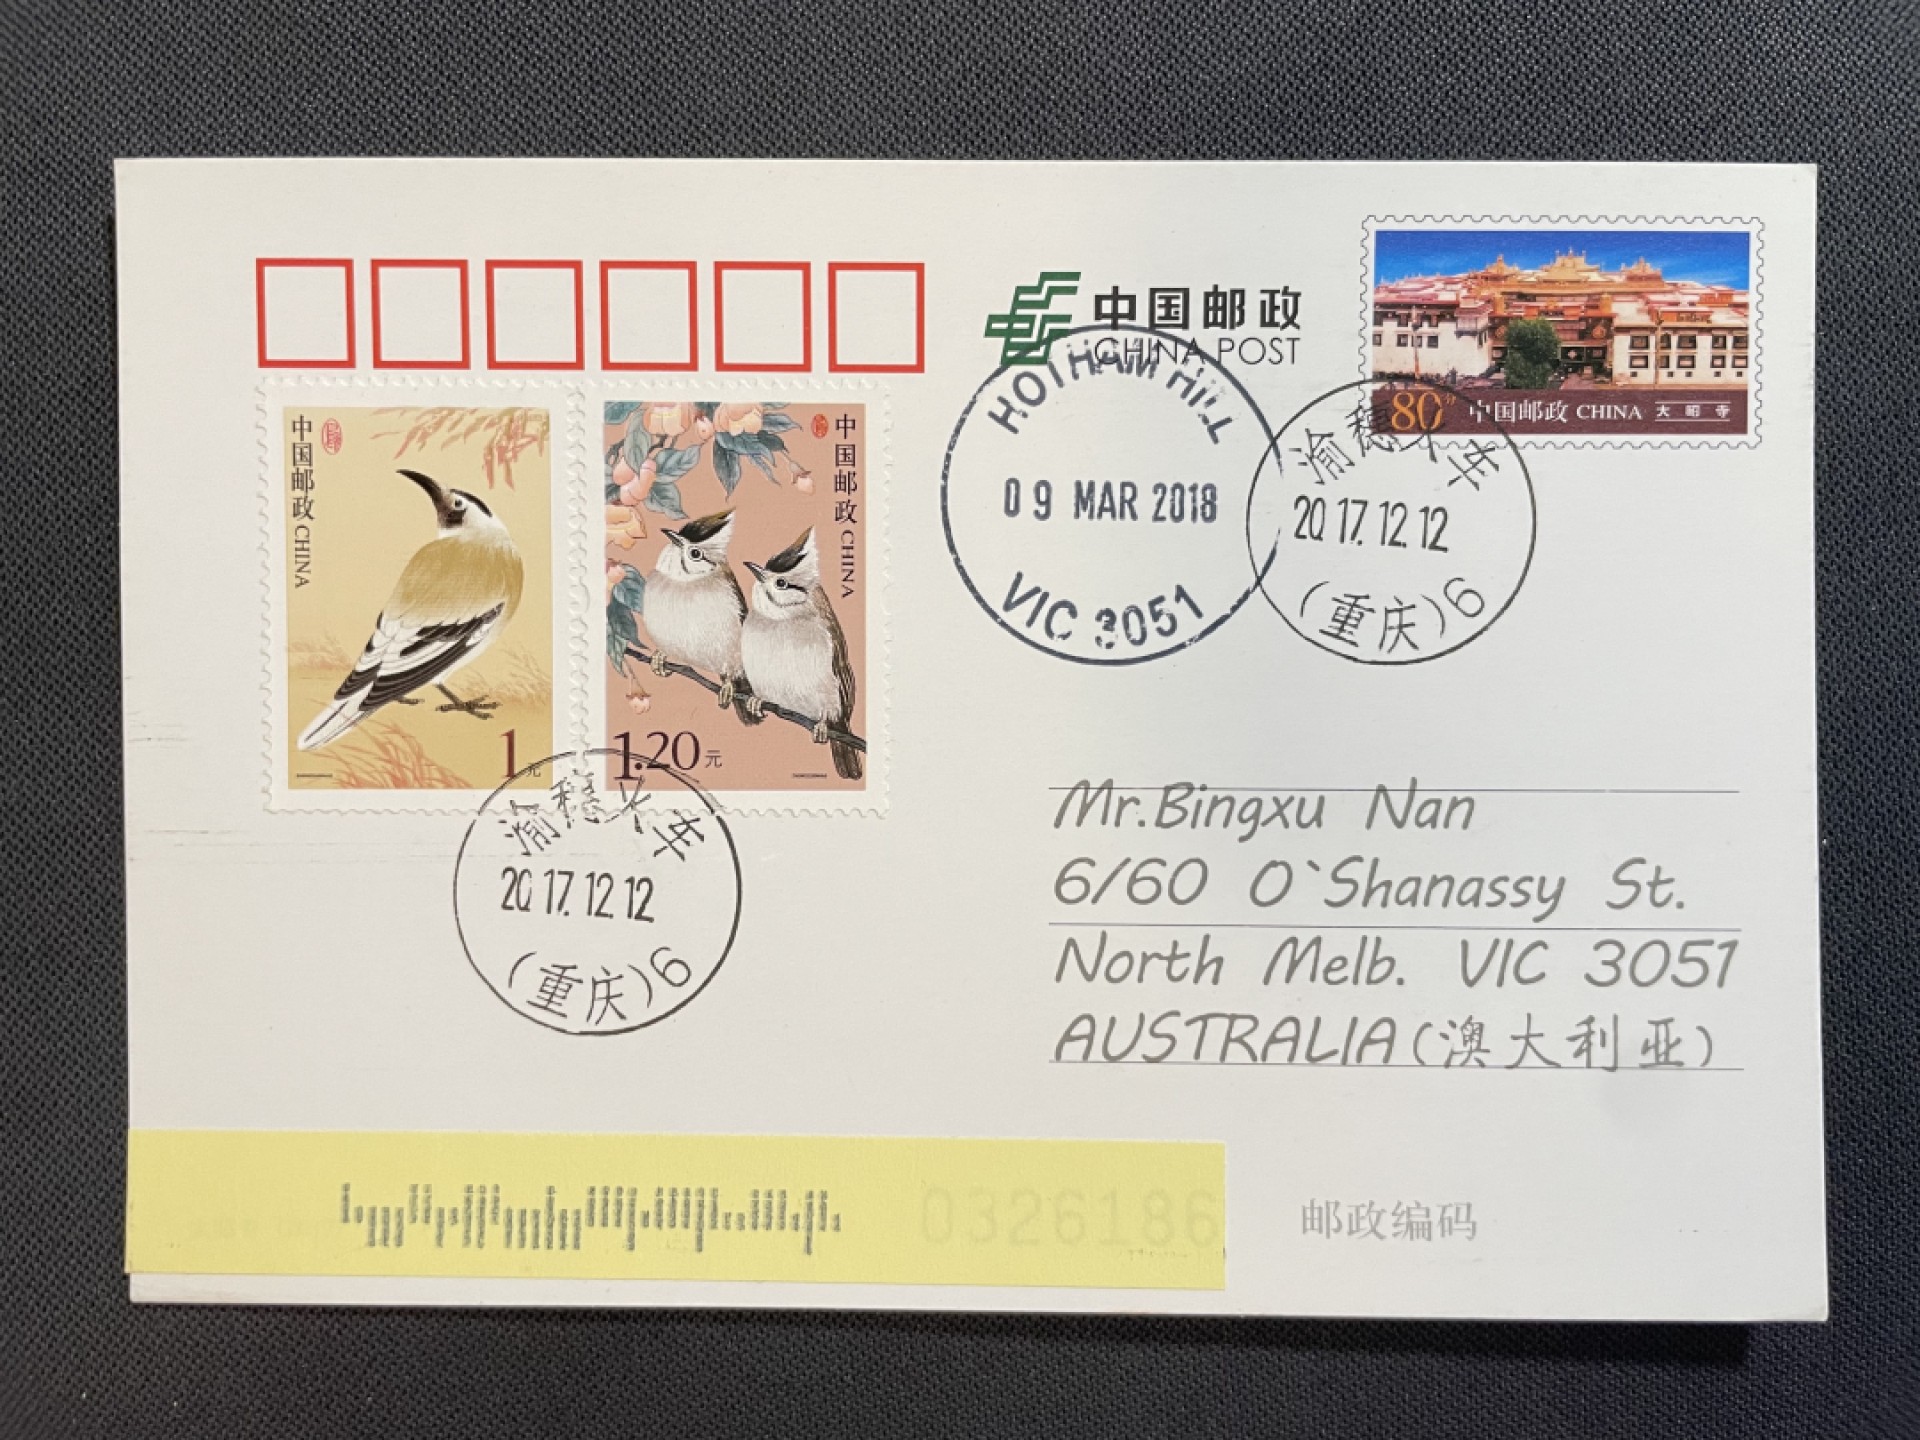 中国邮政
CHINA POST
80分 中国邮政 CHINA 大昭寺
中国邮政 CHINA
1元
中国邮政 CHINA
1.20元
HOTHAM HILL
09 MAR 2018
VIC 3051
渝穗火车
2017.12.12
(重庆)6
渝穗火车
2017.12.12
(重庆)6
Mr.Bingxu Nan
6/60 O`Shanassy St.
North Melb. VIC 3051
AUSTRALIA(澳大利亚)
0326186
邮政编码